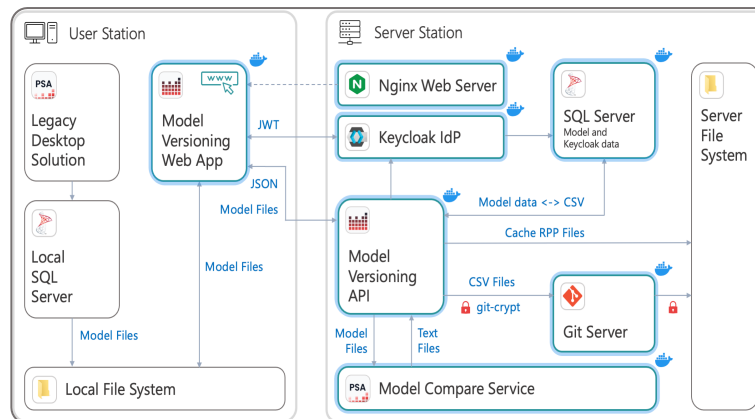 User Station
Server Station
PSA
Legacy
Desktop
Solution
www
Model
Versioning
Web App
Nginx Web Server
Keycloak IdP
SQL Server
Model and
Keycloak data
Server
File
System
JWT
JSON
Model Files
Model data <-> CSV
Cache RPP Files
Local
SQL
Server
Model Files
Model
Versioning
API
CSV Files
git-crypt
Git Server
Model Files
Model
Files
Text
Files
Local File System
PSA
Model Compare Service